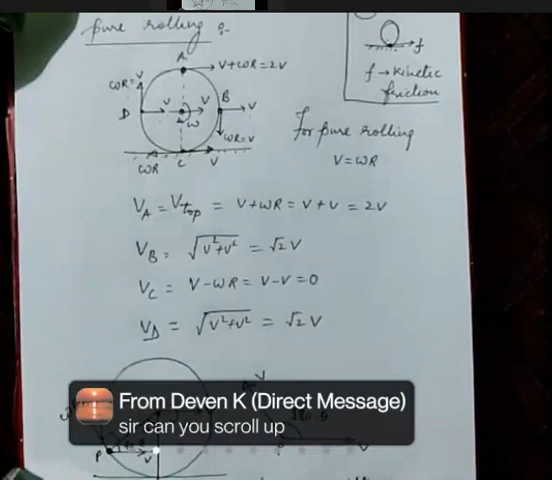 pure rolling :-
A
V+ωR=2V
ωR=V
D
V
V
B
V
ω
ωR=V
ωR
C
V
f
f → kinetic
friction
For pure rolling
V=ωR
V_A = V_top = V+ωR = V+V = 2V
V_B = √V²+V² = √2 V
V_C = V-ωR = V-V = 0
V_D = √V²+V² = √2 V
From Deven K (Direct Message)
sir can you scroll up
V
P
V
V